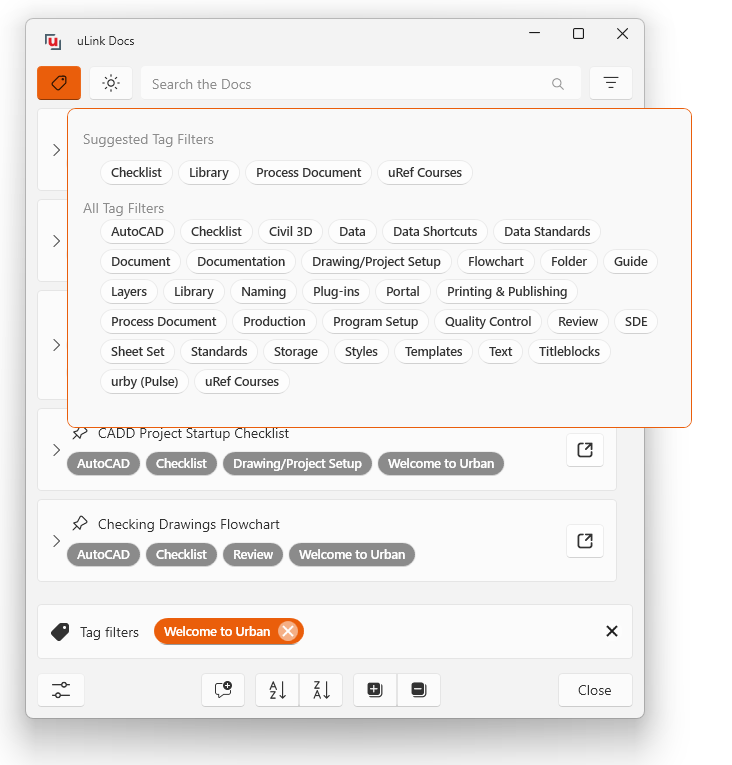 uLink Docs
Search the Docs
Suggested Tag Filters
Checklist Library Process Document uRef Courses
All Tag Filters
AutoCAD Checklist Civil 3D Data Data Shortcuts Data Standards
Document Documentation Drawing/Project Setup Flowchart Folder Guide
Layers Library Naming Plug-ins Portal Printing & Publishing
Process Document Production Program Setup Quality Control Review SDE
Sheet Set Standards Storage Styles Templates Text Titleblocks
urby (Pulse) uRef Courses
CADD Project Startup Checklist
AutoCAD Checklist Drawing/Project Setup Welcome to Urban
Checking Drawings Flowchart
AutoCAD Checklist Review Welcome to Urban
Tag filters Welcome to Urban
Close